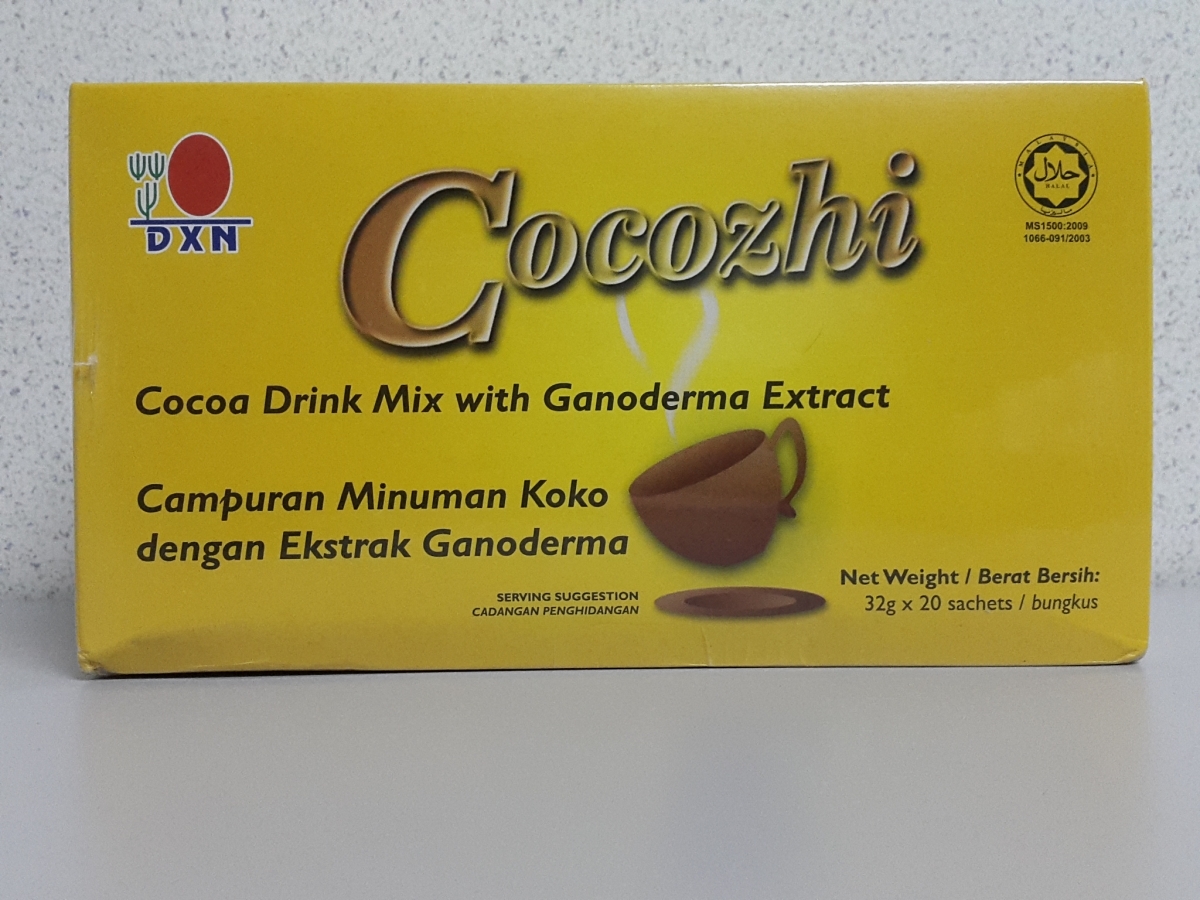 DXN
Cocozhi
MALAYSIA
حلال
HALAL
MS1500:2009
1066-091/2003
Cocoa Drink Mix with Ganoderma Extract
Campuran Minuman Koko
dengan Ekstrak Ganoderma
SERVING SUGGESTION
CADANGAN PENGHIDANGAN
Net Weight / Berat Bersih:
32g x 20 sachets / bungkus